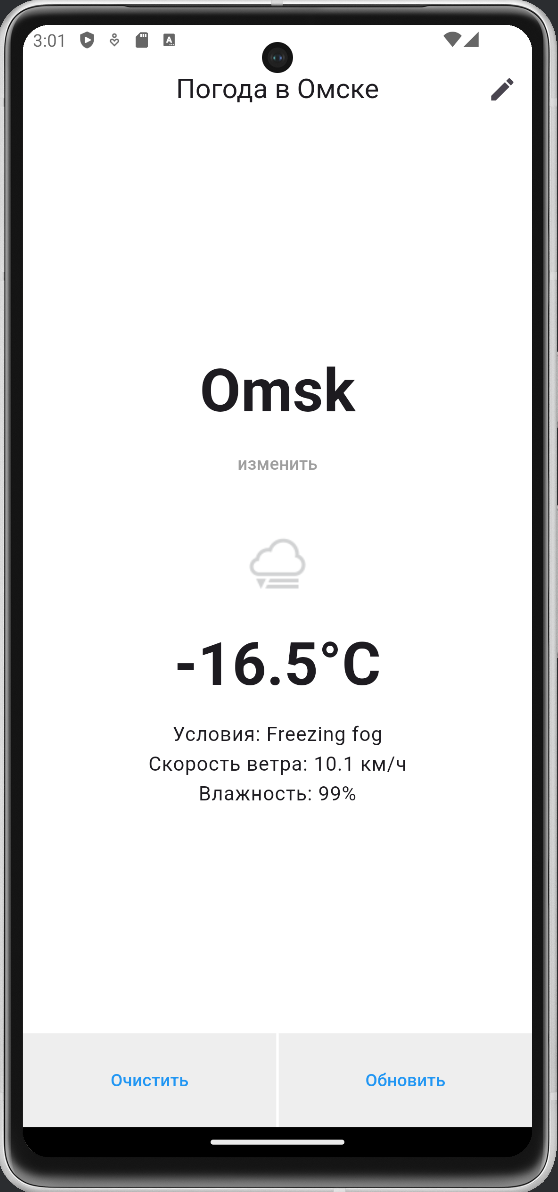 3:01
Погода в Омске
Omsk
изменить
-16.5°C
Условия: Freezing fog
Скорость ветра: 10.1 км/ч
Влажность: 99%
Очистить
Обновить